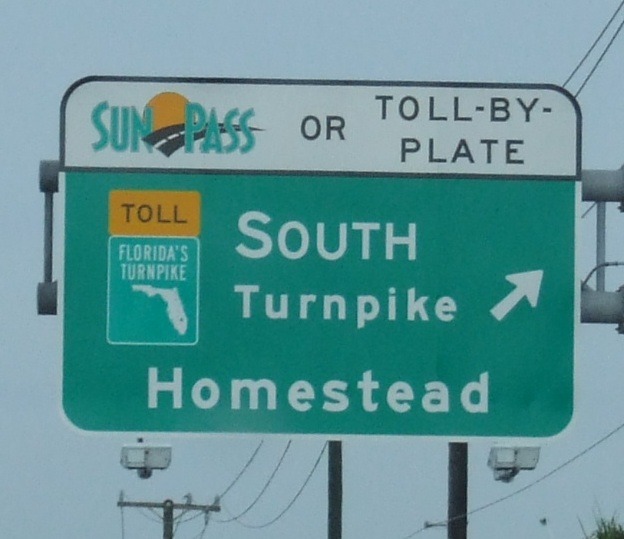 SUNPASS OR TOLL-BY-
PLATE
TOLL
FLORIDA'S
TURNPIKE
SOUTH
Turnpike
Homestead